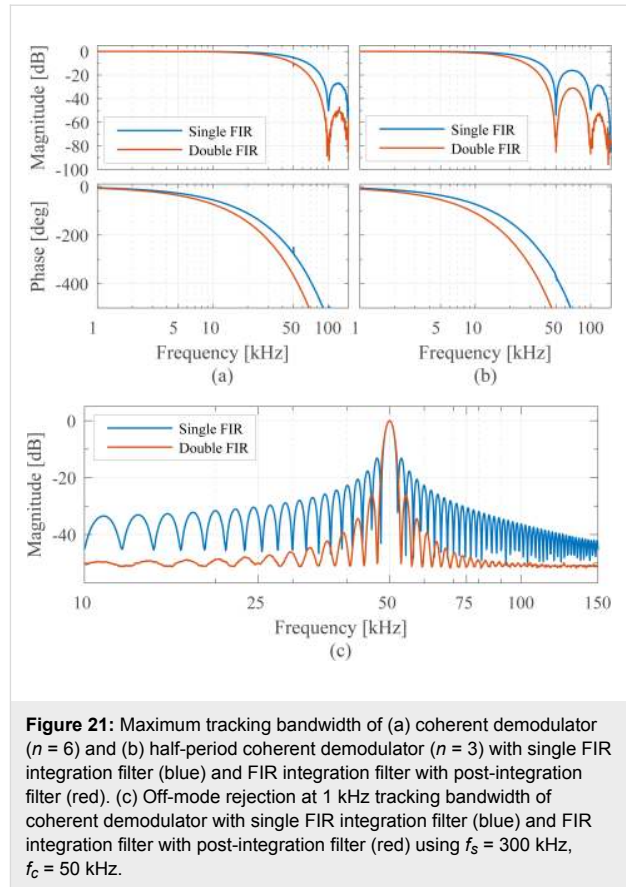 0
-20
-40
-60
-80
-100
Magnitude [dB]
Single FIR
Double FIR
Single FIR
Double FIR
0
-200
-400
Phase [deg]
1 5 10 50 100
1 5 10 50 100
Frequency [kHz]
Frequency [kHz]
(a)
(b)
0
-20
-40
Magnitude [dB]
Single FIR
Double FIR
10 25 50 75 100 150
Frequency [kHz]
(c)
Figure 21: Maximum tracking bandwidth of (a) coherent demodulator
(n = 6) and (b) half-period coherent demodulator (n = 3) with single FIR
integration filter (blue) and FIR integration filter with post-integration
filter (red). (c) Off-mode rejection at 1 kHz tracking bandwidth of
coherent demodulator with single FIR integration filter (blue) and FIR
integration filter with post-integration filter (red) using fs = 300 kHz,
fc = 50 kHz.